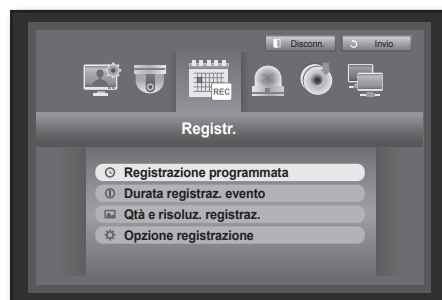 Disconn. Invio
REC
Registr.
Registrazione programmata
Durata registraz. evento
Qtà e risoluz. registraz.
Opzione registrazione